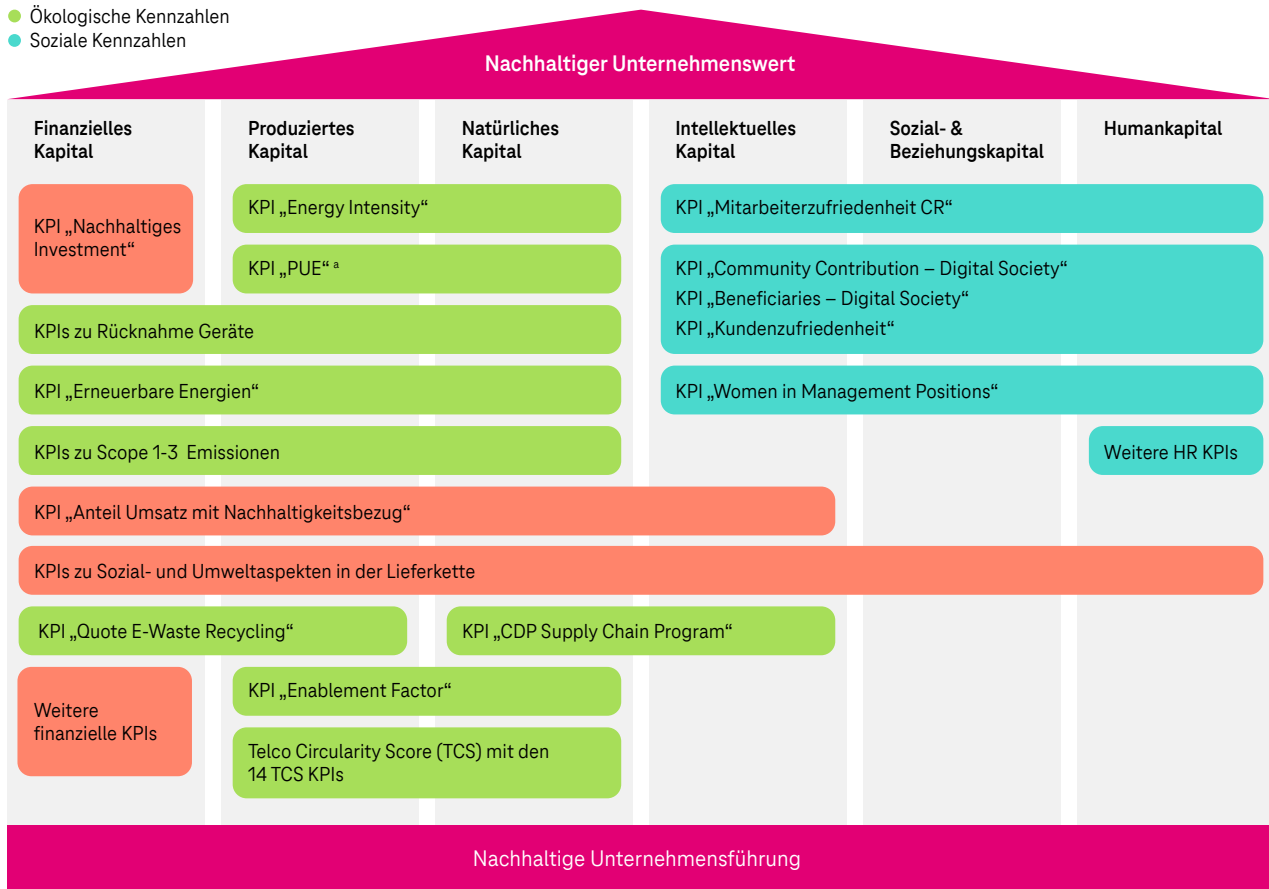 Ökologische Kennzahlen
Soziale Kennzahlen
Nachhaltiger Unternehmenswert
Finanzielles
Kapital
Produziertes
Kapital
Natürliches
Kapital
Intellektuelles
Kapital
Sozial- &
Beziehungskapital
Humankapital
KPI „Nachhaltiges
Investment“
KPI „Energy Intensity“
KPI „Mitarbeiterzufriedenheit CR“
KPI „PUE“ ª
KPI „Community Contribution – Digital Society“
KPI „Beneficiaries – Digital Society“
KPI „Kundenzufriedenheit“
KPIs zu Rücknahme Geräte
KPI „Erneuerbare Energien“
KPI „Women in Management Positions“
KPIs zu Scope 1-3 Emissionen
Weitere HR KPIs
KPI „Anteil Umsatz mit Nachhaltigkeitsbezug“
KPIs zu Sozial- und Umweltaspekten in der Lieferkette
KPI „Quote E-Waste Recycling“
KPI „CDP Supply Chain Program“
Weitere
finanzielle KPIs
KPI „Enablement Factor“
Telco Circularity Score (TCS) mit den
14 TCS KPIs
Nachhaltige Unternehmensführung